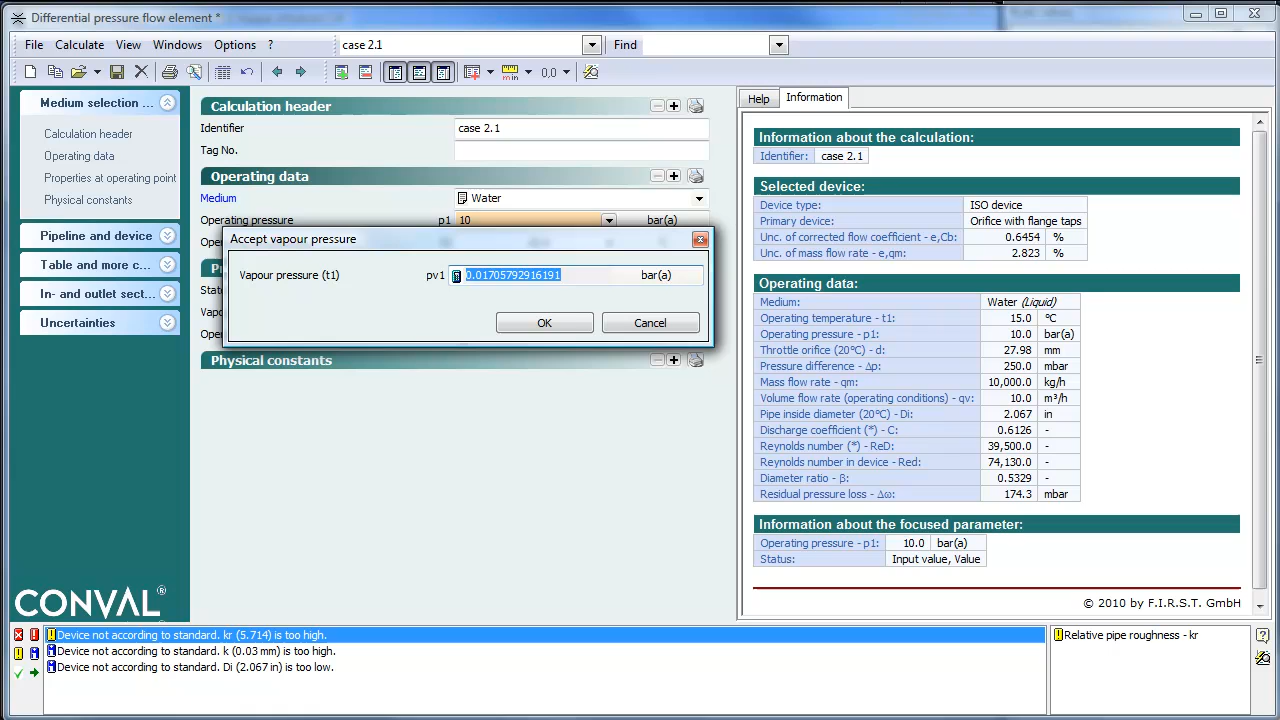 Differential pressure flow element *
File Calculate View Windows Options ? case 2.1 Find
0.0
Medium selection ...
Calculation header
Operating data
Properties at operating point
Physical constants
Pipeline and device
Table and more c...
In- and outlet sect...
Uncertainties
CONVAL®
Calculation header
Identifier case 2.1
Tag No.
Operating data
Medium Water
Operating pressure p1 10 bar(a)
Accept vapour pressure
Vapour pressure (t1) pv1 0.01705792916191 bar(a)
OK Cancel
Physical constants
Help Information
Information about the calculation:
Identifier: case 2.1
Selected device:
Device type: ISO device
Primary device: Orifice with flange taps
Unc. of corrected flow coefficient - e,Cb: 0.6454 %
Unc. of mass flow rate - e,qm: 2.823 %
Operating data:
Medium: Water (Liquid)
Operating temperature - t1: 15.0 °C
Operating pressure - p1: 10.0 bar(a)
Throttle orifice (20°C) - d: 27.98 mm
Pressure difference - Δp: 250.0 mbar
Mass flow rate - qm: 10,000.0 kg/h
Volume flow rate (operating conditions) - qv: 10.0 m³/h
Pipe inside diameter (20°C) - Di: 2.067 in
Discharge coefficient (*) - C: 0.6126 -
Reynolds number (*) - ReD: 39,500.0 -
Reynolds number in device - Red: 74,130.0 -
Diameter ratio - β: 0.5329 -
Residual pressure loss - Δω: 174.3 mbar
Information about the focused parameter:
Operating pressure - p1: 10.0 bar(a)
Status: Input value, Value
© 2010 by F.I.R.S.T. GmbH
Device not according to standard. kr (5.714) is too high.
Device not according to standard. k (0.03 mm) is too high.
Device not according to standard. Di (2.067 in) is too low.
Relative pipe roughness - kr